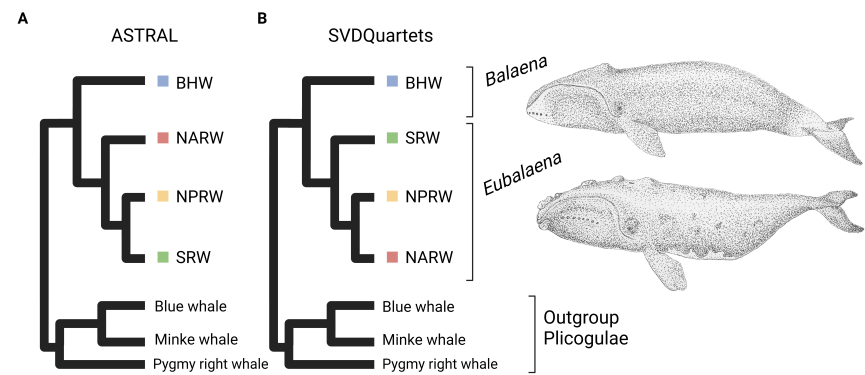 A
B
ASTRAL
SVDQuartets
BHW
NARW
NPRW
SRW
Blue whale
Minke whale
Pygmy right whale
BHW
SRW
NPRW
NARW
Blue whale
Minke whale
Pygmy right whale
Balaena
Eubalaena
Outgroup
Plicogulae